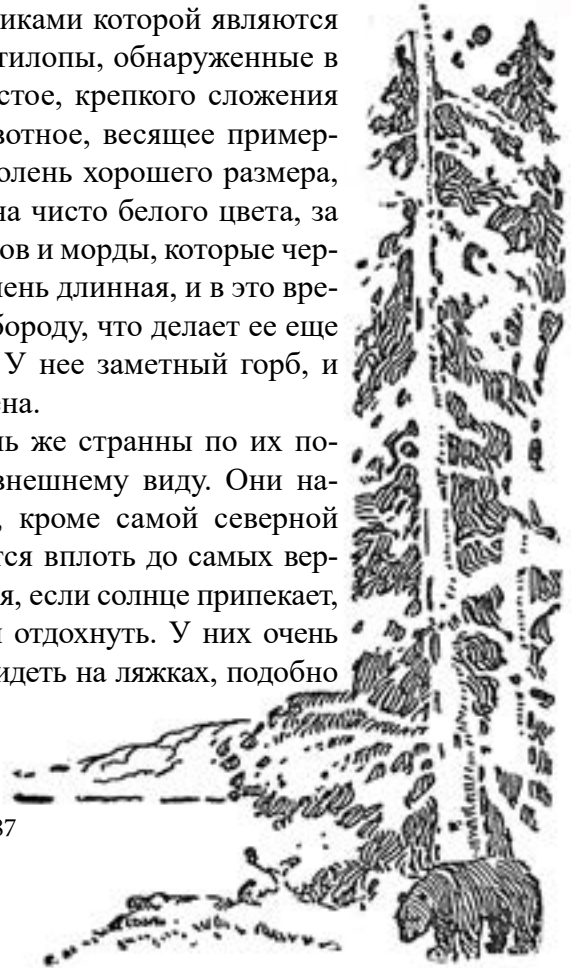 иками которой являются
тилопы, обнаруженные в
стое, крепкого сложения
вотное, весящее пример-
олень хорошего размера,
на чисто белого цвета, за
ов и морды, которые чер-
ень длинная, и в это вре-
бороду, что делает ее еще
У нее заметный горб, и
ена.
нь же странны по их по-
внешнему виду. Они на-
, кроме самой северной
тся вплоть до самых вер-
я, если солнце припекает,
и отдохнуть. У них очень
идеть на ляжках, подобно
37